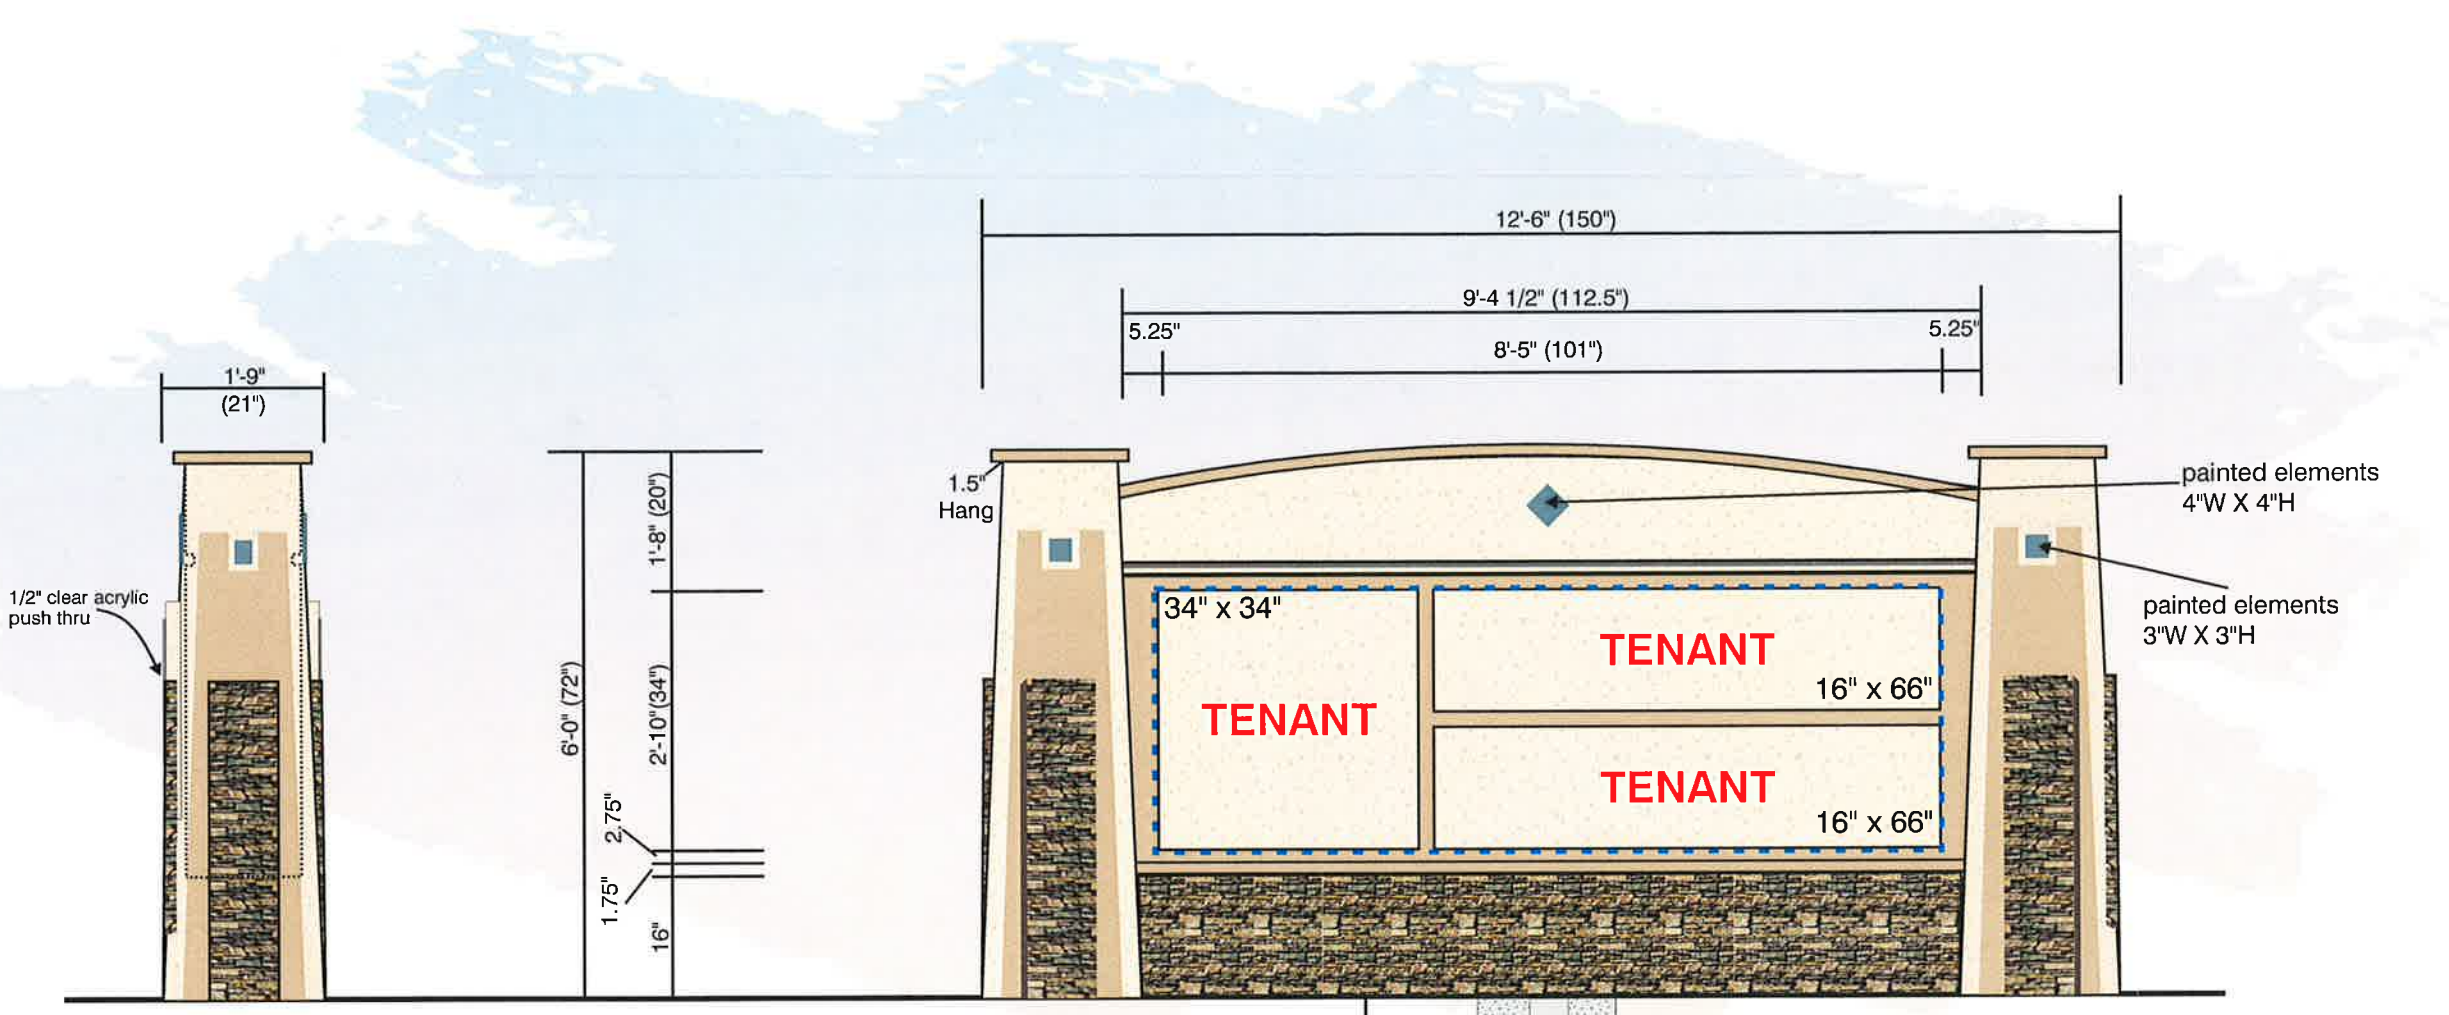 12'-6" (150")
9'-4 1/2" (112.5")
5.25"
5.25"
8'-5" (101")
1'-9"
(21")
1.5"
Hang
painted elements
4"W X 4"H
1'-8" (20")
1/2" clear acrylic
push thru
painted elements
3"W X 3"H
34" x 34"
TENANT
16" x 66"
TENANT
TENANT
16" x 66"
6'-0" (72")
2'-10"(34")
2.75"
1.75"
16"